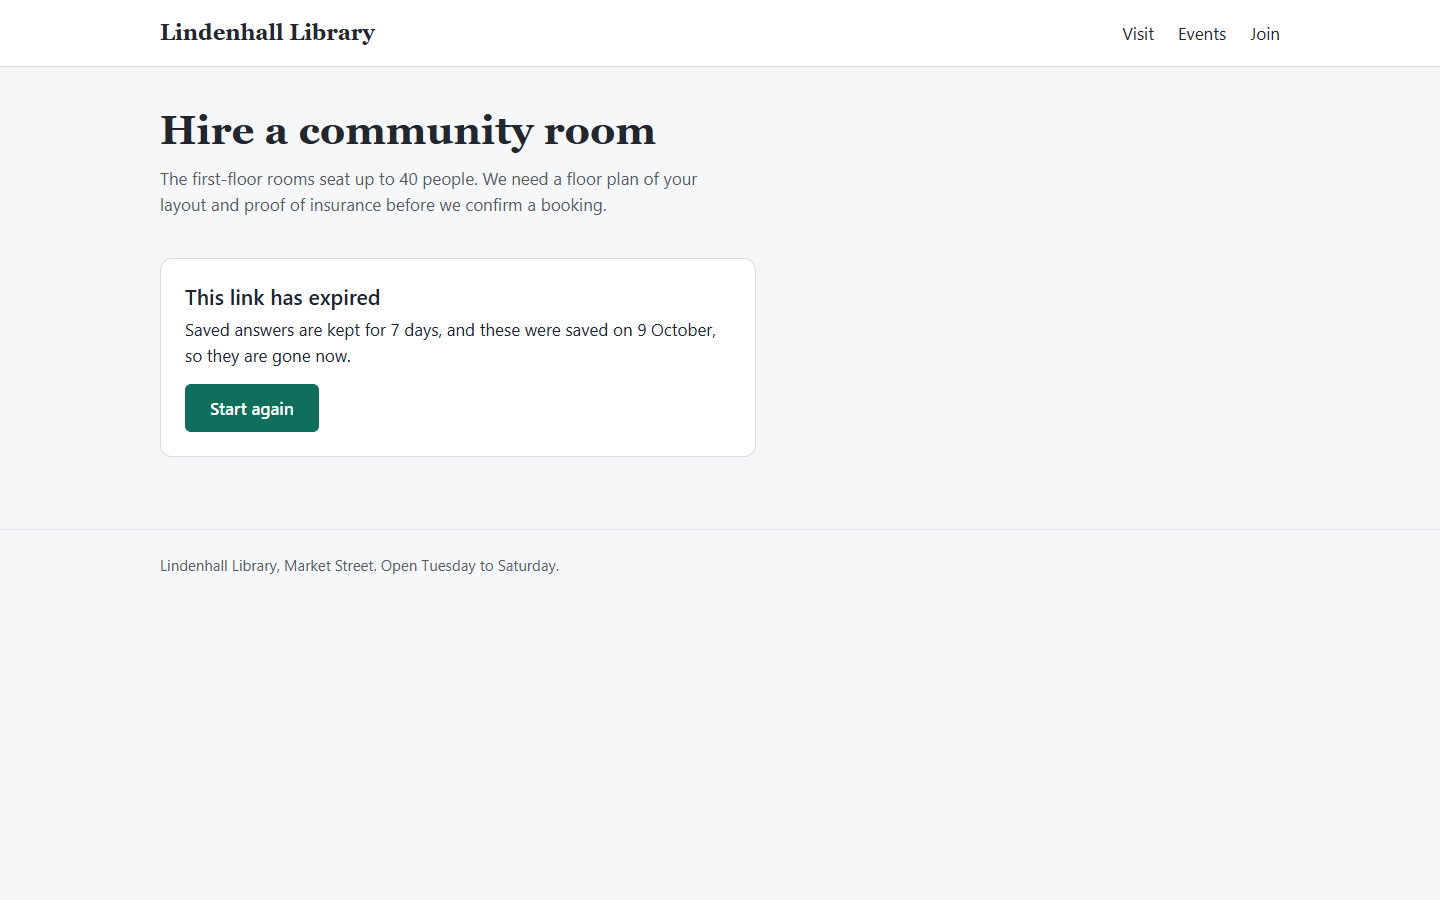 Lindenhall Library
Visit Events Join
Hire a community room
The first-floor rooms seat up to 40 people. We need a floor plan of your
layout and proof of insurance before we confirm a booking.
This link has expired
Saved answers are kept for 7 days, and these were saved on 9 October,
so they are gone now.
Start again
Lindenhall Library, Market Street. Open Tuesday to Saturday.